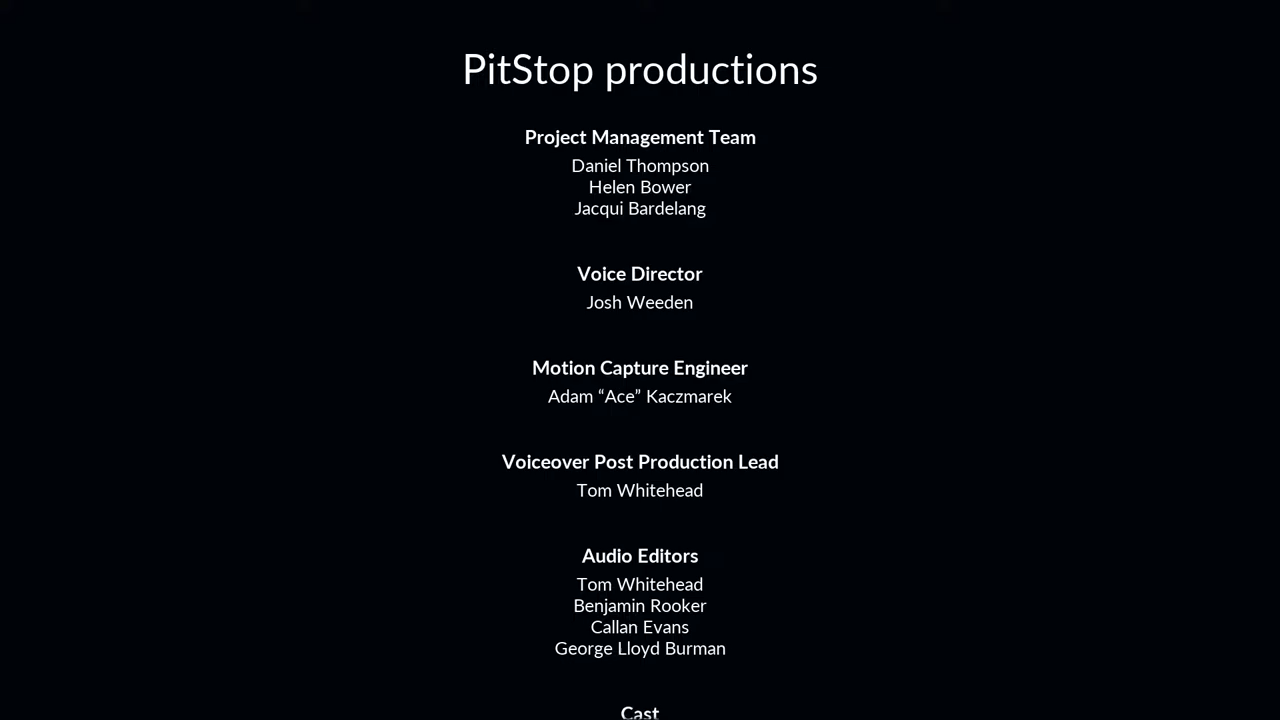 PitStop productions
Project Management Team
Daniel Thompson
Helen Bower
Jacqui Bardelang
Voice Director
Josh Weeden
Motion Capture Engineer
Adam “Ace” Kaczmarek
Voiceover Post Production Lead
Tom Whitehead
Audio Editors
Tom Whitehead
Benjamin Rooker
Callan Evans
George Lloyd Burman
Cast